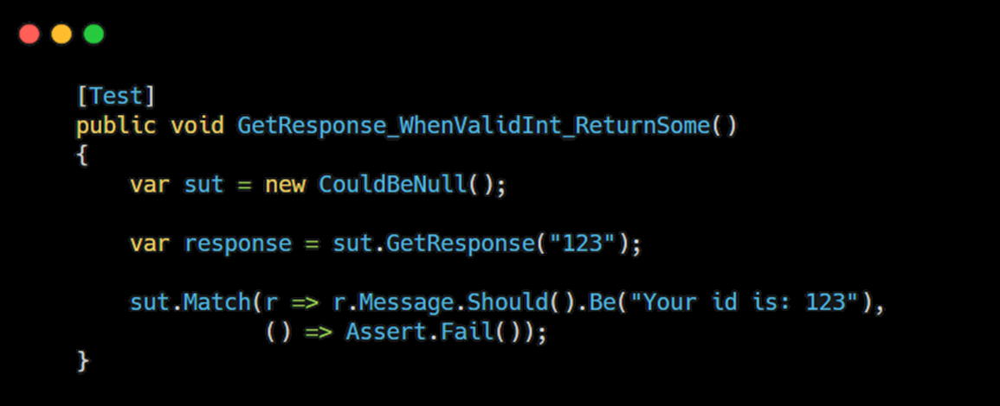 [Test]
public void GetResponse_WhenValidInt_ReturnSome()
{
    var sut = new CouldBeNull();
    var response = sut.GetResponse("123");
    sut.Match(r => r.Message.Should().Be("Your id is: 123"),
              () => Assert.Fail());
}